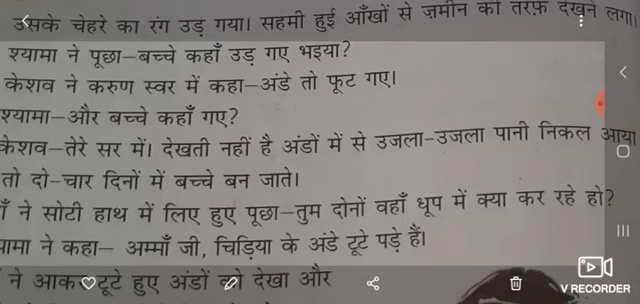 उसके चेहरे का रंग उड़ गया। सहमी हुई आँखों से जमीन की तरफ़ देखने लगा।
श्यामा ने पूछा—बच्चे कहाँ उड़ गए भइया?
केशव ने करुण स्वर में कहा—अंडे तो फूट गए।
श्यामा—और बच्चे कहाँ गए?
केशव—तेरे सर में। देखती नहीं है अंडों में से उजला-उजला पानी निकल आया
तो दो-चार दिनों में बच्चे बन जाते।
ने सोटी हाथ में लिए हुए पूछा—तुम दोनों वहाँ धूप में क्या कर रहे हो?
यामा ने कहा— अम्माँ जी, चिड़िया के अंडे टूटे पड़े हैं।
ने आकर टूटे हुए अंडों को देखा और
V RECORDER